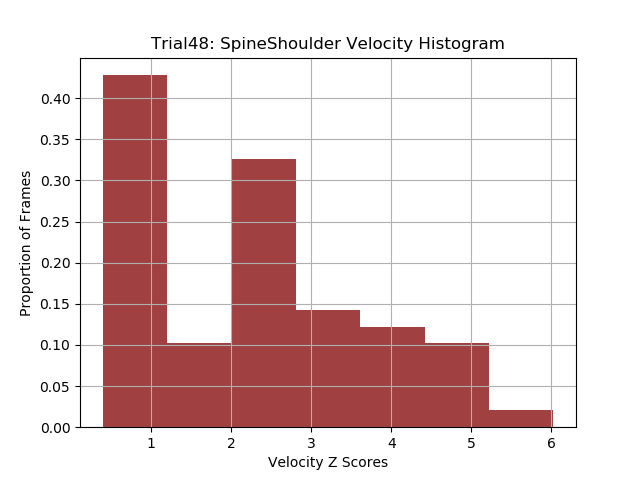 Trial48: SpineShoulder Velocity Histogram
0.40
0.35
0.30
0.25
0.20
0.15
0.10
0.05
0.00
Proportion of Frames
1 2 3 4 5 6
Velocity Z Scores